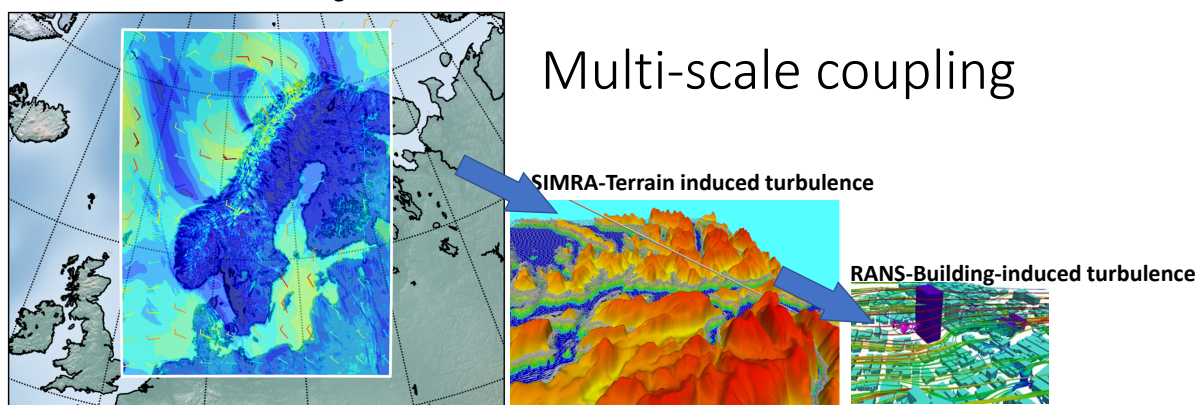 Multi-scale coupling
SIMRA-Terrain induced turbulence
RANS-Building-induced turbulence